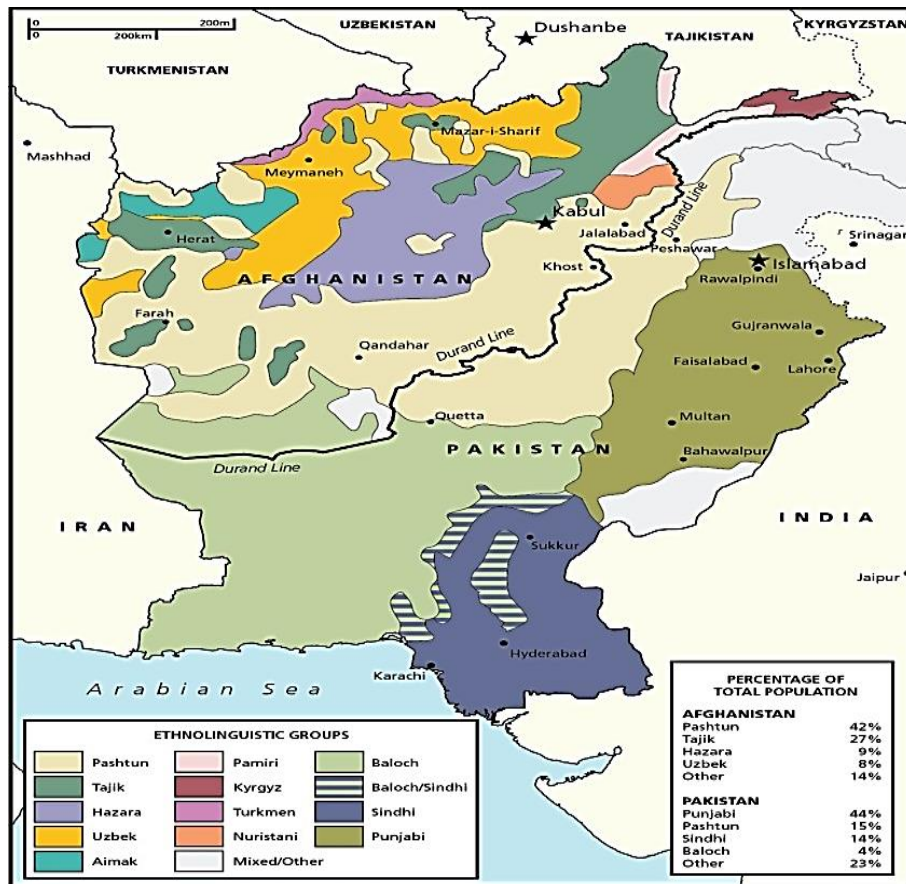 0 200m
0 200km
UZBEKISTAN
Dushanbe
KYRGYZSTAN
TAJIKISTAN
TURKMENISTAN
Mashhad
Mazar-i-Sharif
Meymaneh
Herat
Kabul
Jalalabad
Durand Line
Peshawar
Srinagar
AFGHANISTAN
Khost
Islamabad
Rawalpindi
Farah
Qandahar
Durand Line
Gujranwala
Faisalabad
Lahore
Quetta
Multan
PAKISTAN
Bahawalpur
Durand Line
IRAN
INDIA
Sukkur
Jaipur
Hyderabad
Karachi
Arabian Sea
ETHNOLINGUISTIC GROUPS
Pashtun Pamiri Baloch
Tajik Kyrgyz Baloch/Sindhi
Hazara Turkmen Sindhi
Uzbek Nuristani Punjabi
Aimak Mixed/Other
PERCENTAGE OF
TOTAL POPULATION
AFGHANISTAN
Pashtun 42%
Tajik 27%
Hazara 9%
Uzbek 8%
Other 14%
PAKISTAN
Punjabi 44%
Pashtun 15%
Sindhi 14%
Baloch 4%
Other 23%